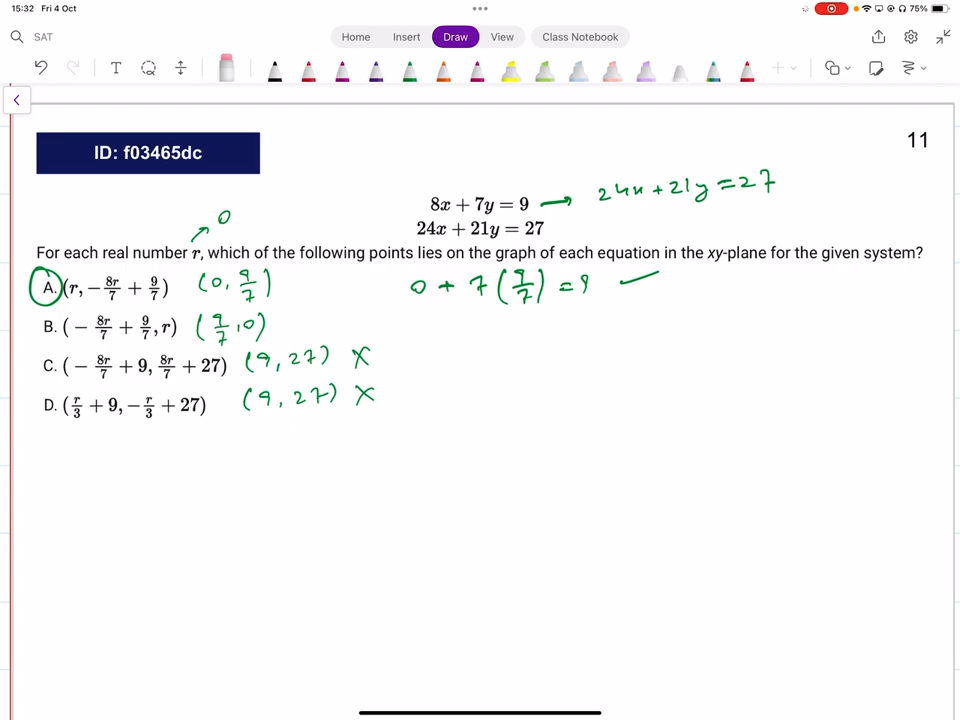 15:32 Fri 4 Oct
75%
SAT
Home Insert Draw View Class Notebook
T
11
ID: f03465dc
8x + 7y = 9 → 24x + 21y = 27
24x + 21y = 27
0
For each real number r, which of the following points lies on the graph of each equation in the xy-plane for the given system?
A. (r, −8r/7 + 9/7) (0, 9/7) 0 + 7(9/7) = 9 ✓
B. (−8r/7 + 9/7, r) (9/7, 0)
C. (−8r/7 + 9, 8r/7 + 27) (9, 27) X
D. (r/3 + 9, −r/3 + 27) (9, 27) X